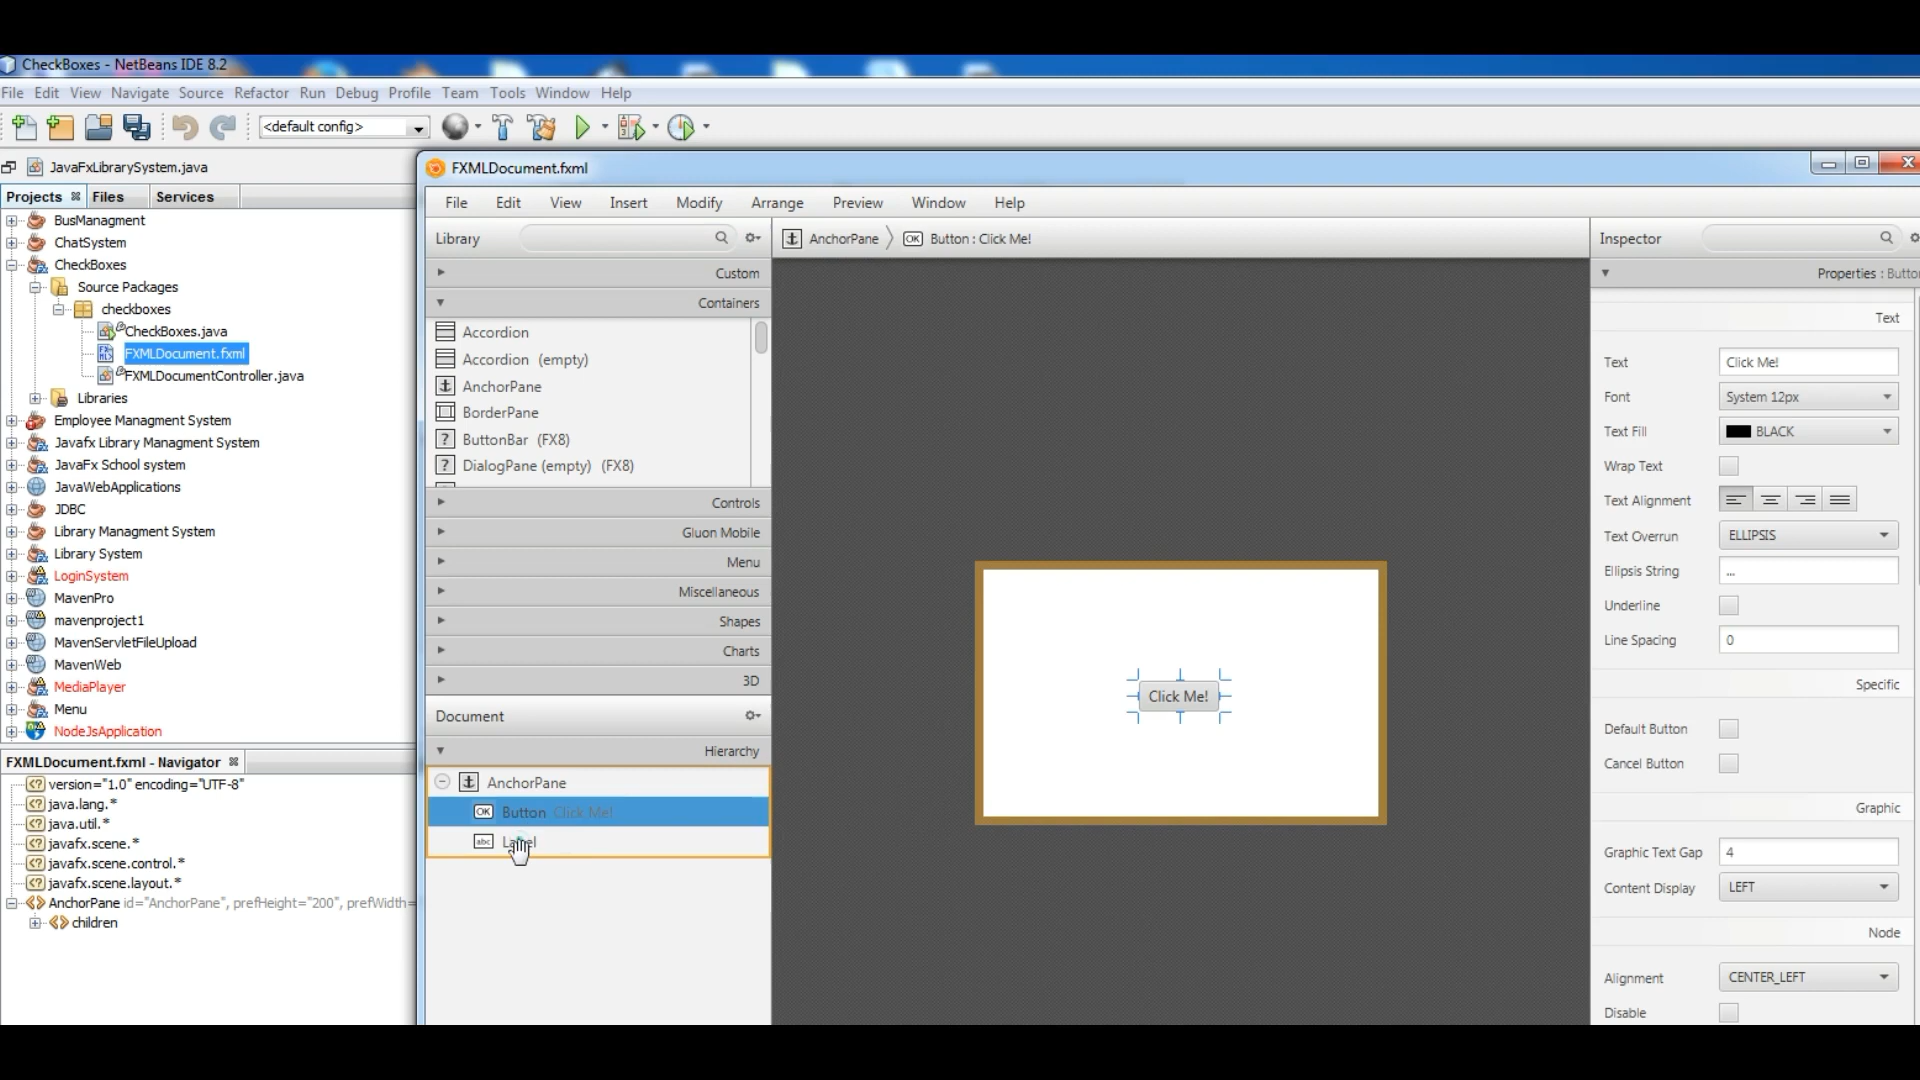 CheckBoxes - NetBeans IDE 8.2
File Edit View Navigate Source Refactor Run Debug Profile Team Tools Window Help
<default config>
JavaFxLibrarySystem.java
Projects Files Services
BusManagment
ChatSystem
CheckBoxes
Source Packages
checkboxes
CheckBoxes.java
FXMLDocument.fxml
FXMLDocumentController.java
Libraries
Employee Managment System
Javafx Library Managment System
JavaFx School system
JavaWebApplications
JDBC
Library Managment System
Library System
LoginSystem
MavenPro
mavenproject1
MavenServletFileUpload
MavenWeb
MediaPlayer
Menu
NodeJsApplication
FXMLDocument.fxml - Navigator
version="1.0" encoding="UTF-8"
java.lang.*
java.util.*
javafx.scene.*
javafx.scene.control.*
javafx.scene.layout.*
AnchorPane id="AnchorPane", prefHeight="200", prefWidth=
children
FXMLDocument.fxml
File Edit View Insert Modify Arrange Preview Window Help
Library
Custom
Containers
Accordion
Accordion (empty)
AnchorPane
BorderPane
? ButtonBar (FX8)
? DialogPane (empty) (FX8)
Controls
Gluon Mobile
Menu
Miscellaneous
Shapes
Charts
3D
Document
Hierarchy
AnchorPane
OK Button Click Me!
abc Label
AnchorPane OK Button : Click Me!
Click Me!
Inspector
Properties : Button
Text
Text Click Me!
Font System 12px
Text Fill BLACK
Wrap Text
Text Alignment
Text Overrun ELLIPSIS
Ellipsis String ...
Underline
Line Spacing 0
Specific
Default Button
Cancel Button
Graphic
Graphic Text Gap 4
Content Display LEFT
Node
Alignment CENTER_LEFT
Disable